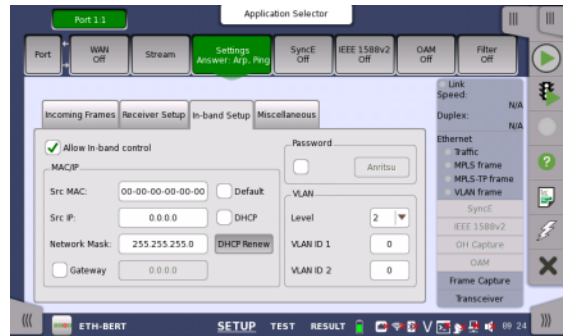 Port 1:1
Application Selector
Port
WAN
Off
Stream
Settings
Answer: Arp, Ping
SyncE
Off
IEEE 1588v2
Off
OAM
Off
Filter
Off
Link
Speed:
N/A
Duplex:
N/A
Ethernet
Traffic
MPLS frame
MPLS-TP frame
VLAN frame
SyncE
IEEE 1588v2
OH Capture
OAM
Frame Capture
Transceiver
Incoming Frames
Receiver Setup
In-band Setup
Miscellaneous
Allow In-band control
MAC/IP
Src MAC:
00-00-00-00-00-00
Default
Src IP:
0.0.0.0
DHCP
Network Mask:
255.255.255.0
DHCP Renew
Gateway
0.0.0.0
Password
Anritsu
VLAN
Level
2
VLAN ID 1
0
VLAN ID 2
0
ETH-BERT
SETUP
TEST
RESULT
09 24